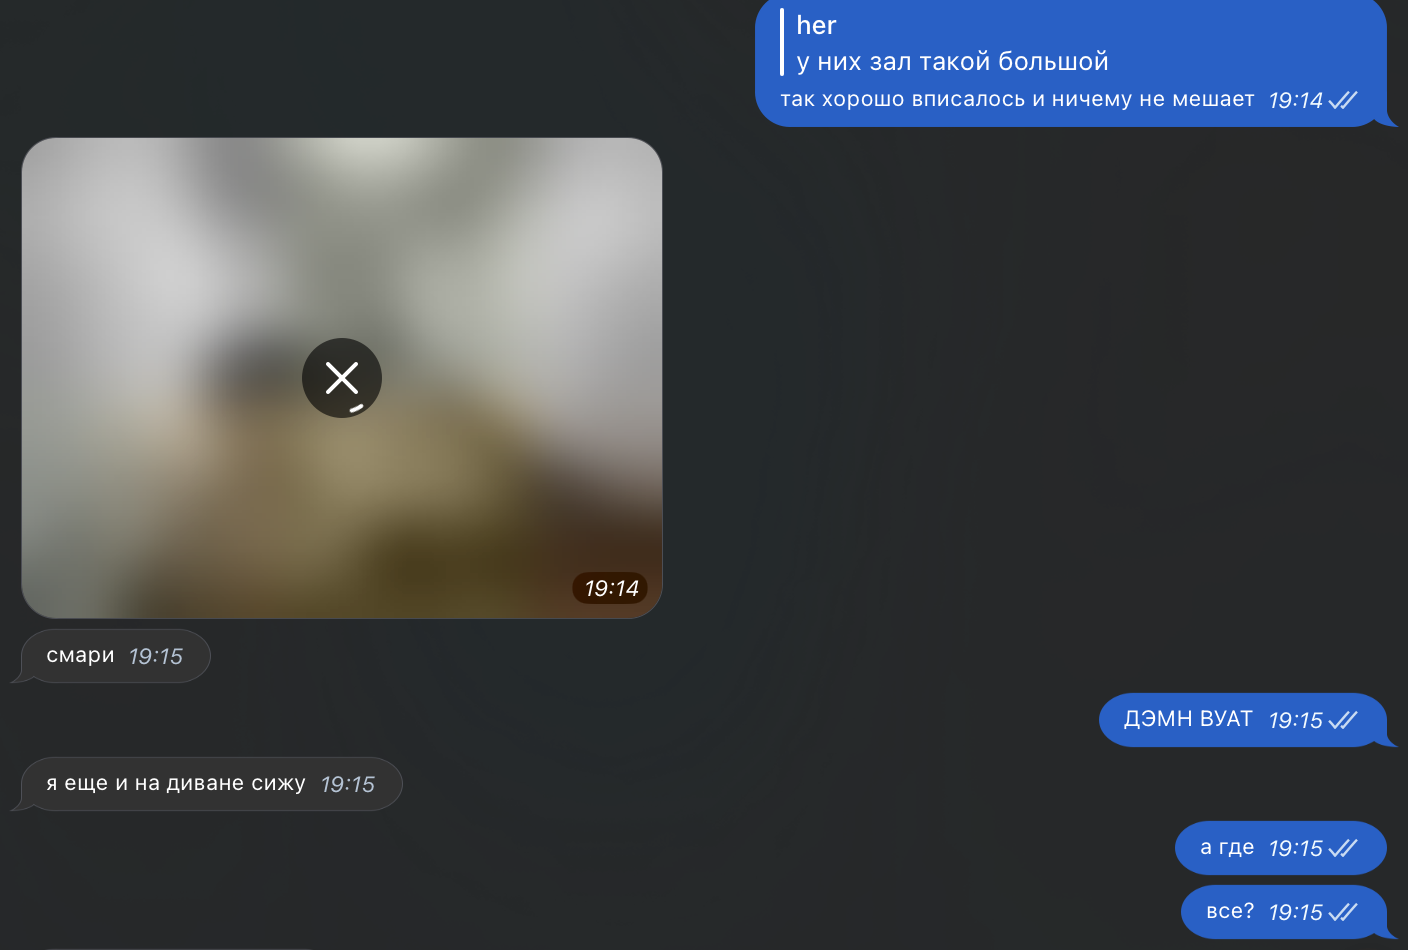 her
у них зал такой большой
так хорошо вписалось и ничему не мешает 19:14
19:14
смари 19:15
ДЭМН ВУАТ 19:15
я еще и на диване сижу 19:15
а где 19:15
все? 19:15